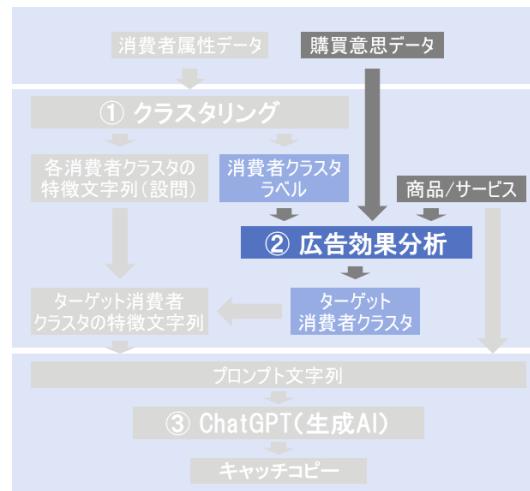 消費者属性データ
購買意思データ
① クラスタリング
各消費者クラスタの
特徴文字列(設問)
消費者クラスタ
ラベル
商品/サービス
② 広告効果分析
ターゲット消費者
クラスタの特徴文字列
ターゲット
消費者クラスタ
プロンプト文字列
③ ChatGPT(生成AI)
キャッチコピー